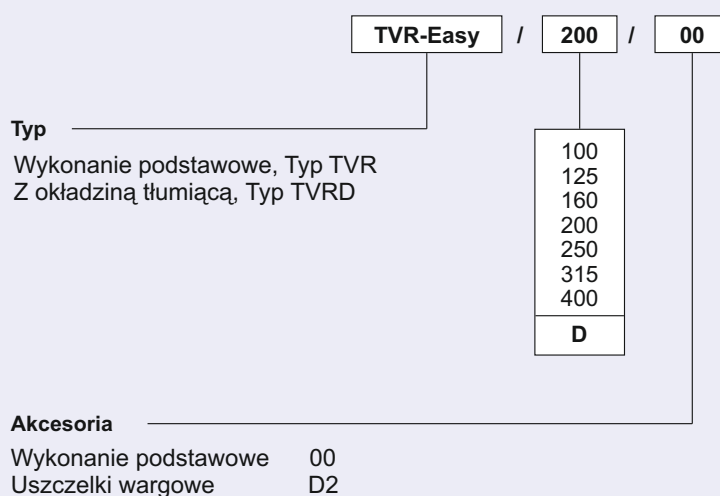 TVR-Easy / 200 / 00
Typ
Wykonanie podstawowe, Typ TVR
Z okładziną tłumiącą, Typ TVRD
100
125
160
200
250
315
400
D
Akcesoria
Wykonanie podstawowe 00
Uszczelki wargowe D2